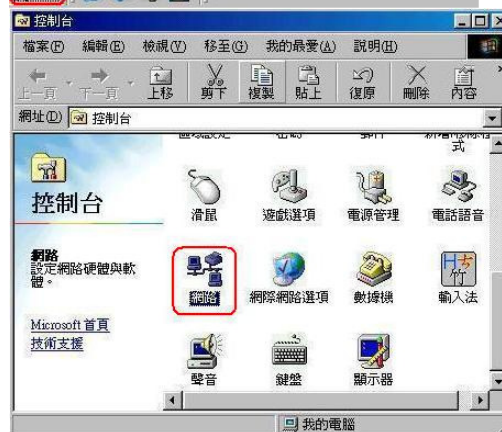 控制台
檔案(F) 編輯(E) 檢視(V) 移至(G) 我的最愛(A) 說明(H)
上一頁 下一頁 上移 剪下 複製 貼上 復原 刪除 內容
網址(D) 控制台
式
控制台
滑鼠 遊戲選項 電源管理 電話語音
網路
設定網路硬體與軟
體。
網路 網際網路選項 數據機 輸入法
Microsoft 首頁
技術支援
聲音 鍵盤 顯示器
我的電腦